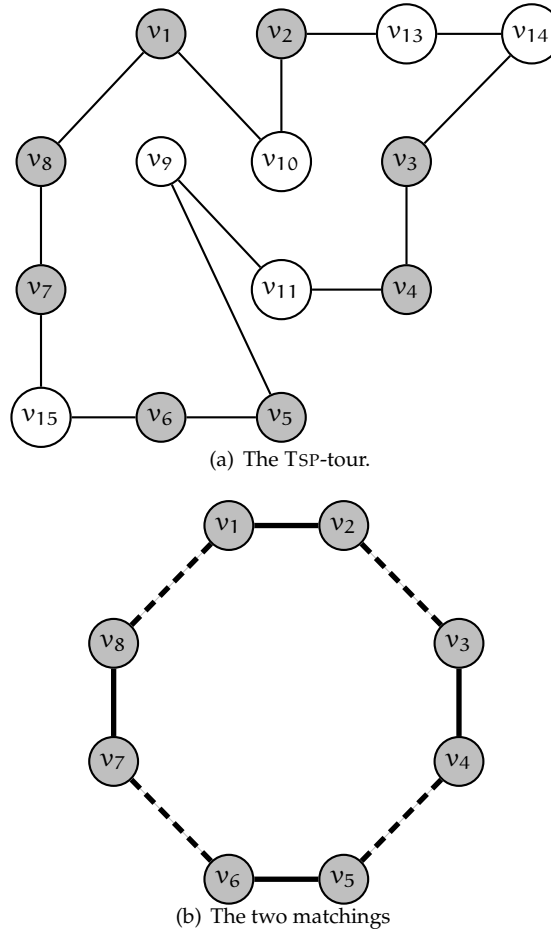 v₁ v₂ v₁₃ v₁₄
v₈ v₉ v₁₀ v₃
v₇ v₁₁ v₄
v₁₅ v₆ v₅
(a) The TSP-tour.
v₁ v₂
v₈ v₃
v₇ v₄
v₆ v₅
(b) The two matchings